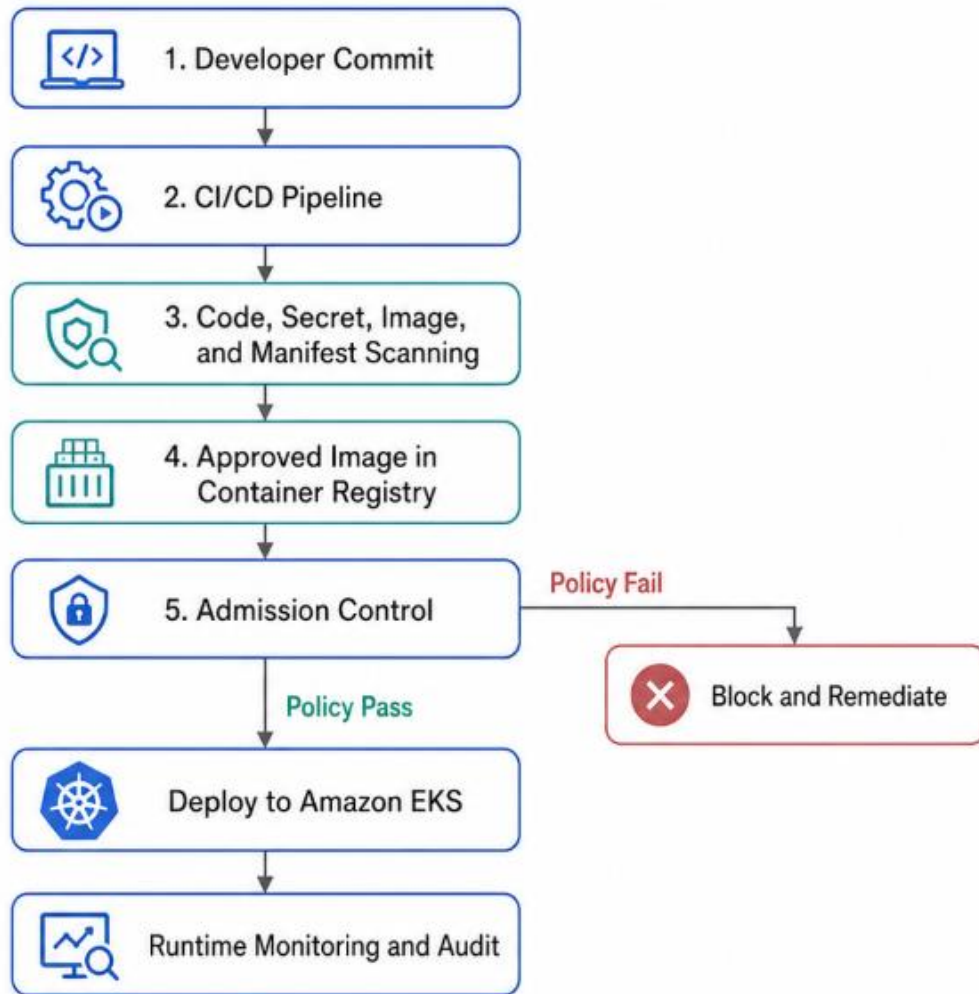 </>
1. Developer Commit
2. CI/CD Pipeline
3. Code, Secret, Image,
and Manifest Scanning
4. Approved Image in
Container Registry
5. Admission Control
Policy Fail
Block and Remediate
Policy Pass
Deploy to Amazon EKS
Runtime Monitoring and Audit